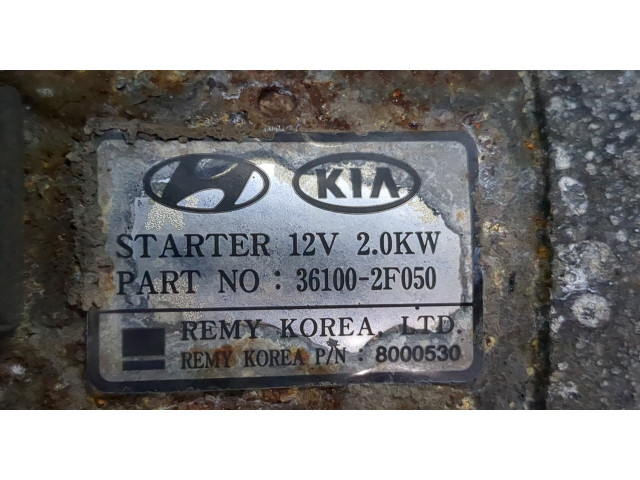 KIA
STARTER 12V 2.0KW
PART NO : 36100-2F050
REMY KOREA, LTD.
REMY KOREA P/N : 8000530